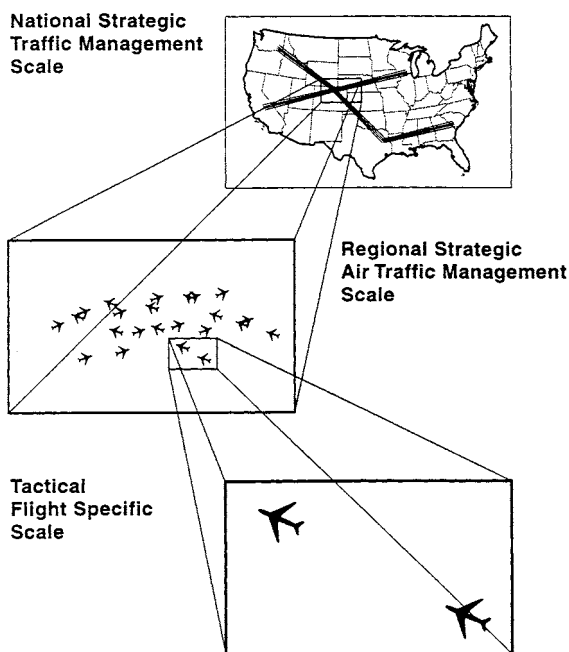 National Strategic
Traffic Management
Scale
Regional Strategic
Air Traffic Management
Scale
Tactical
Flight Specific
Scale